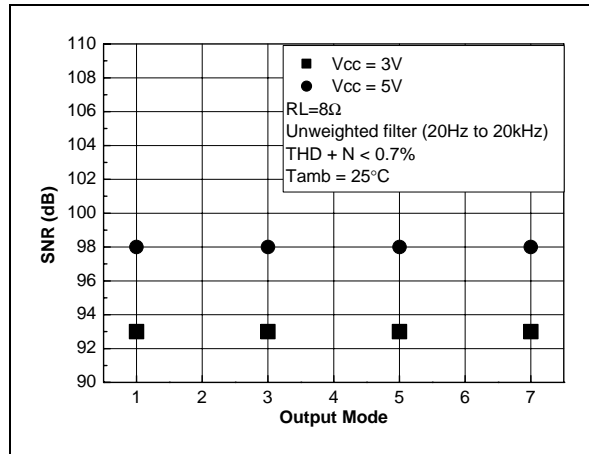 110
108
106
104
102
100
98
96
94
92
90
SNR (dB)
Vcc = 3V
Vcc = 5V
RL=8Ω
Unweighted filter (20Hz to 20kHz)
THD + N < 0.7%
Tamb = 25°C
1 2 3 4 5 6 7
Output Mode